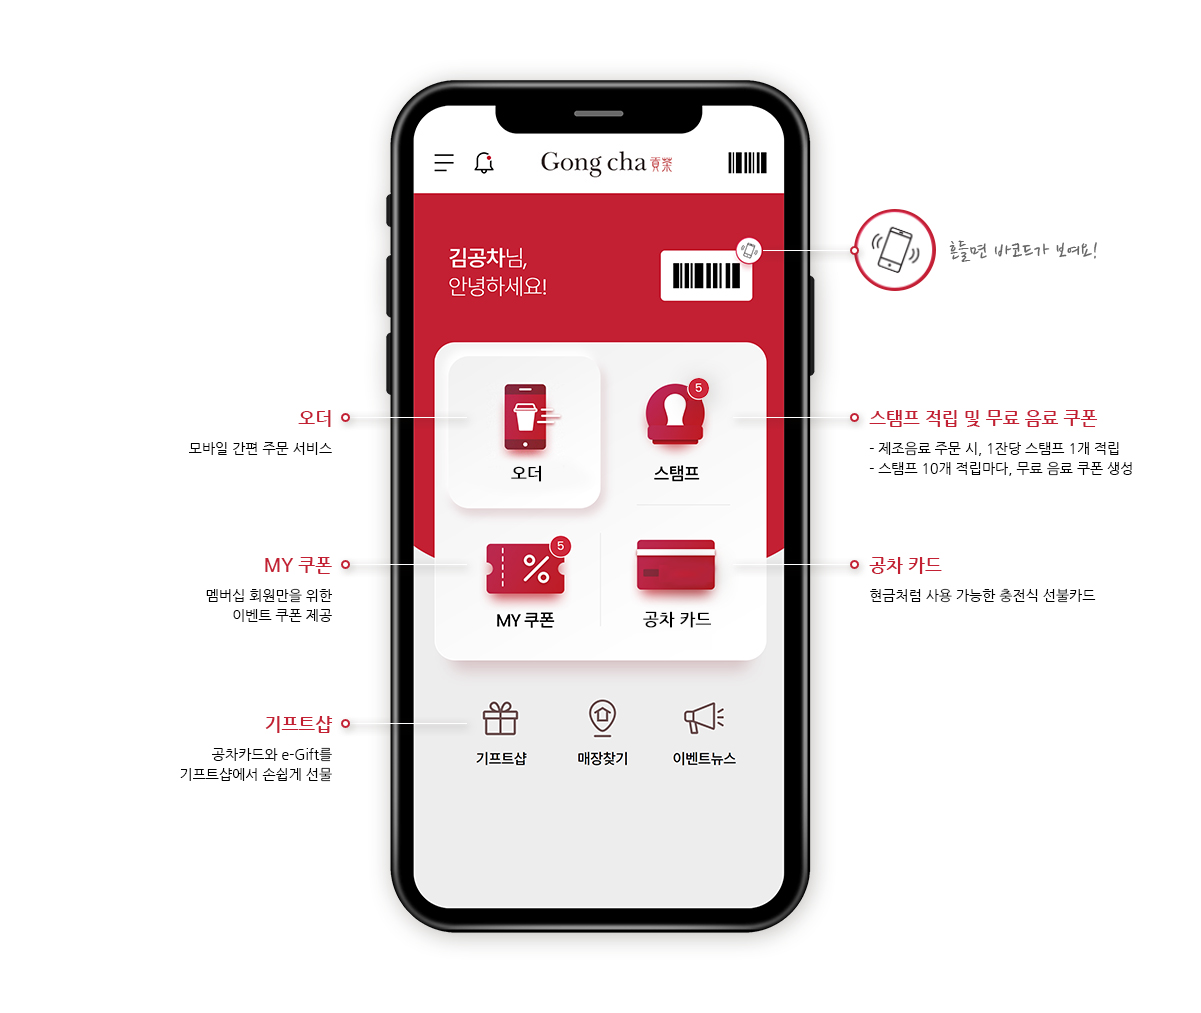 Gong cha 貢茶
김공차님,
안녕하세요!
흔들면 바코드가 보여요!
오더
모바일 간편 주문 서비스
오더
5
스탬프
스탬프 적립 및 무료 음료 쿠폰
- 제조음료 주문 시, 1잔당 스탬프 1개 적립
- 스탬프 10개 적립마다, 무료 음료 쿠폰 생성
MY 쿠폰
멤버십 회원만을 위한
이벤트 쿠폰 제공
5
MY 쿠폰
공차 카드
공차 카드
현금처럼 사용 가능한 충전식 선불카드
기프트샵
공차카드와 e-Gift를
기프트샵에서 손쉽게 선물
기프트샵
매장찾기
이벤트뉴스